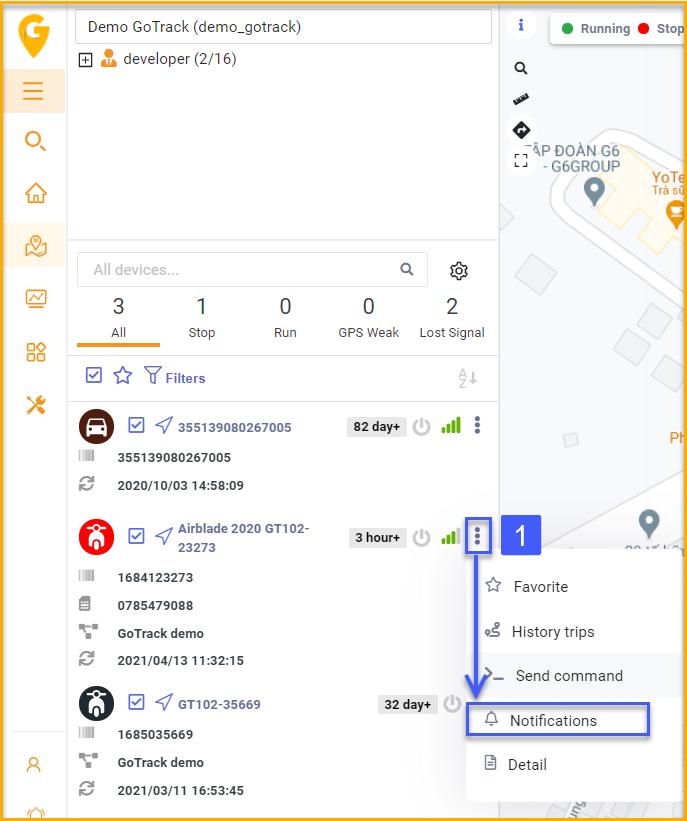 Demo GoTrack (demo_gotrack)
developer (2/16)
Running
Stop
TẬP ĐOÀN G6
- G6GROUP
YoTe
Trà sữ
All devices...
3
1
0
0
2
All
Stop
Run
GPS Weak
Lost Signal
Filters
355139080267005
82 day+
355139080267005
2020/10/03 14:58:09
Airblade 2020 GT102-
23273
3 hour+
1
1684123273
0785479088
GoTrack demo
2021/04/13 11:32:15
GT102-35669
32 day+
1685035669
GoTrack demo
2021/03/11 16:53:45
Favorite
History trips
Send command
Notifications
Detail
Ph